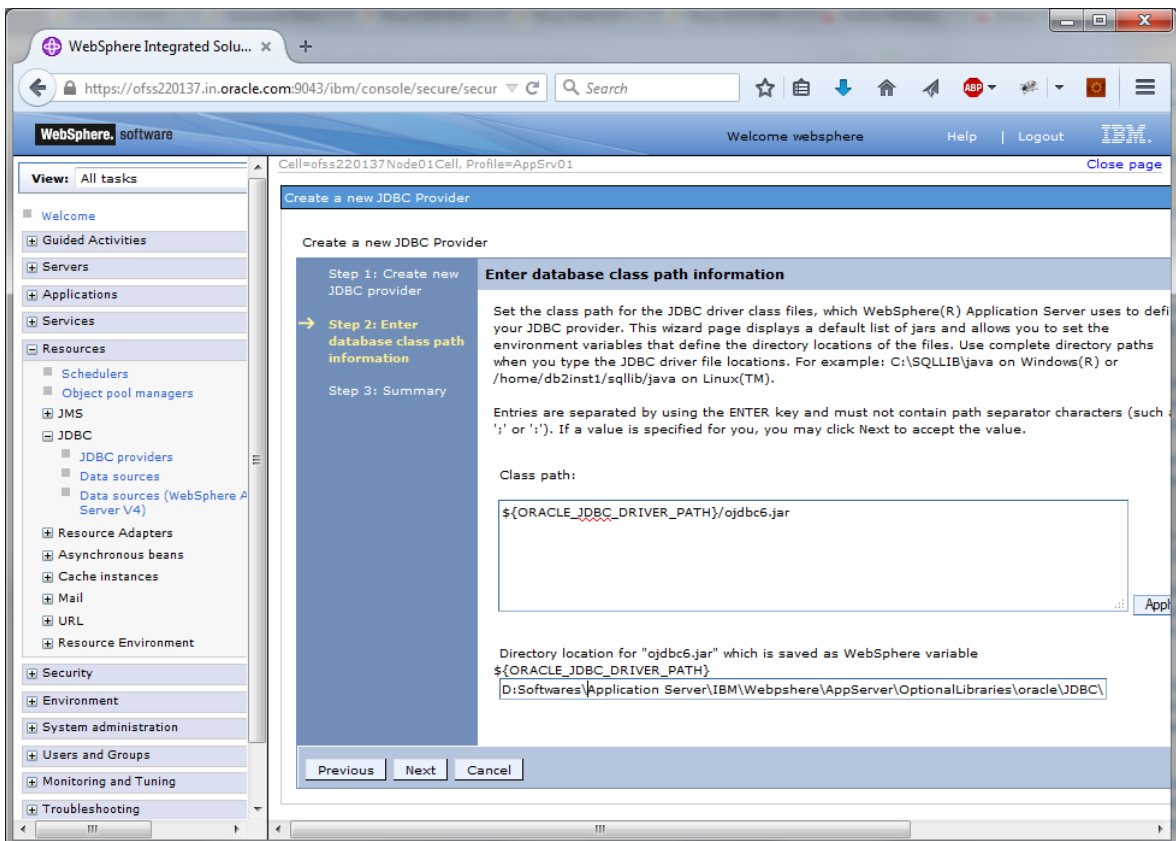 WebSphere Integrated Solu...
https://ofss220137.in.oracle.com:9043/ibm/console/secure/secur
Search
ABP
WebSphere. software
Welcome websphere
Help | Logout
IBM.
View: All tasks
Welcome
Guided Activities
Servers
Applications
Services
Resources
Schedulers
Object pool managers
JMS
JDBC
JDBC providers
Data sources
Data sources (WebSphere A
Server V4)
Resource Adapters
Asynchronous beans
Cache instances
Mail
URL
Resource Environment
Security
Environment
System administration
Users and Groups
Monitoring and Tuning
Troubleshooting
Cell=ofss220137Node01Cell, Profile=AppSrv01
Close page
Create a new JDBC Provider
Create a new JDBC Provider
Step 1: Create new
JDBC provider
Step 2: Enter
database class path
information
Step 3: Summary
Enter database class path information
Set the class path for the JDBC driver class files, which WebSphere(R) Application Server uses to defi
your JDBC provider. This wizard page displays a default list of jars and allows you to set the
environment variables that define the directory locations of the files. Use complete directory paths
when you type the JDBC driver file locations. For example: C:\SQLLIB\java on Windows(R) or
/home/db2inst1/sqllib/java on Linux(TM).
Entries are separated by using the ENTER key and must not contain path separator characters (such a
';' or ':'). If a value is specified for you, you may click Next to accept the value.
Class path:
${ORACLE_JDBC_DRIVER_PATH}/ojdbc6.jar
Appl
Directory location for "ojdbc6.jar" which is saved as WebSphere variable
${ORACLE_JDBC_DRIVER_PATH}
D:Softwares\Application Server\IBM\Webpshere\AppServer\OptionalLibraries\oracle\JDBC\
Previous
Next
Cancel